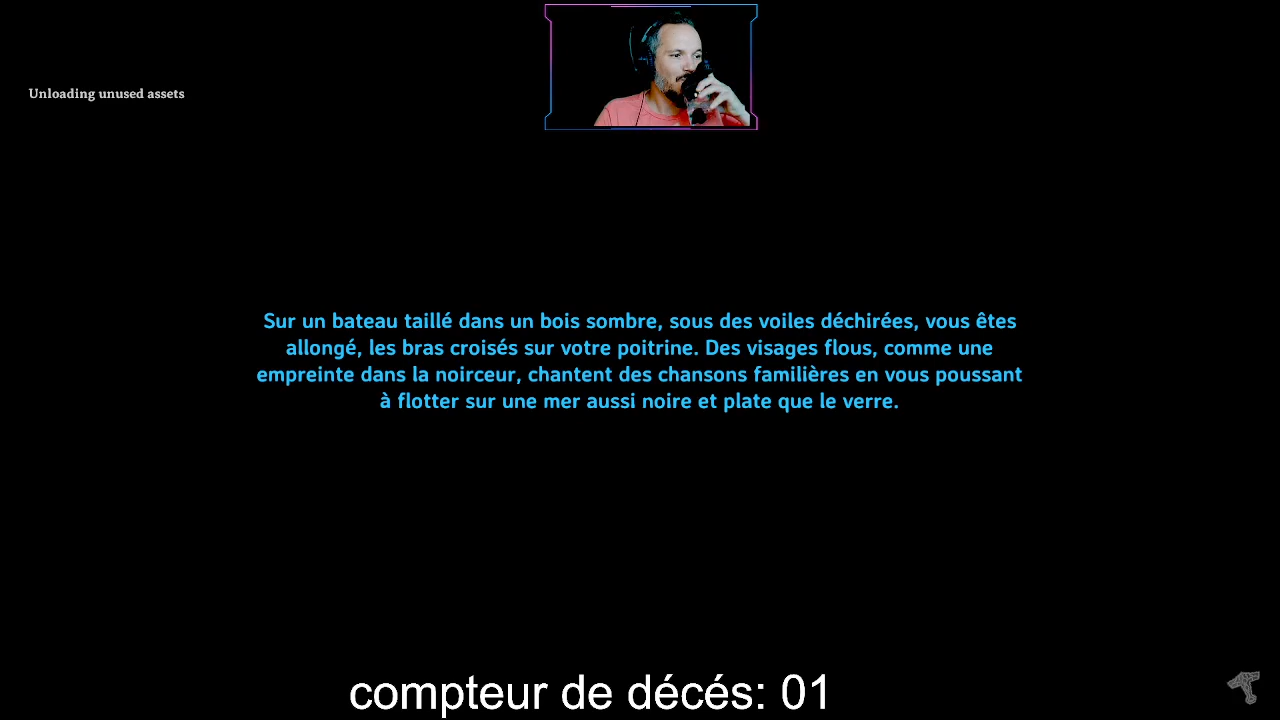 Unloading unused assets
Sur un bateau taillé dans un bois sombre, sous des voiles déchirées, vous êtes
allongé, les bras croisés sur votre poitrine. Des visages flous, comme une
empreinte dans la noirceur, chantent des chansons familières en vous poussant
à flotter sur une mer aussi noire et plate que le verre.
compteur de décés: 01